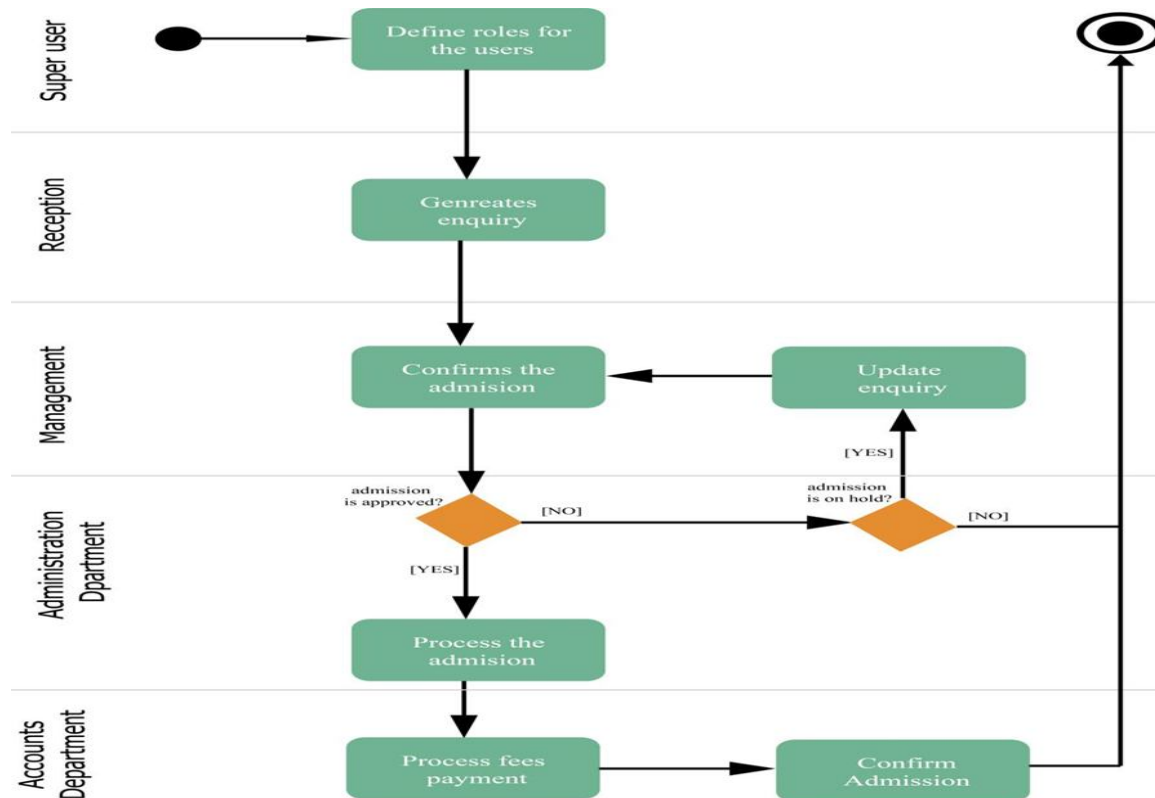 Super user
Define roles for
the users
Reception
Genreates
enquiry
Management
Confirms the
admision
Update
enquiry
[YES]
Administration
Dpartment
admission
is approved?
[NO]
admission
is on hold?
[NO]
[YES]
Process the
admision
Accounts
Department
Process fees
payment
Confirm
Admission